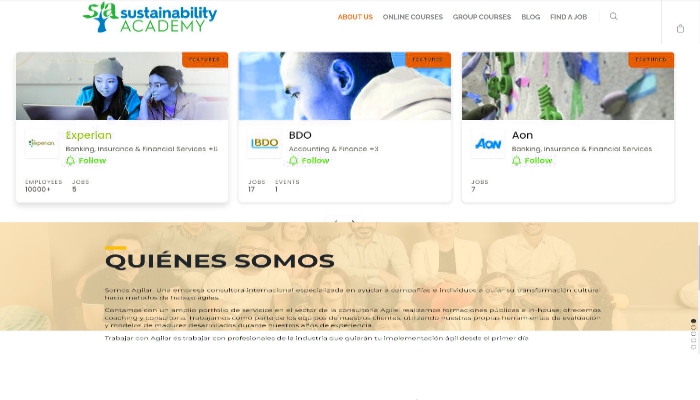 sustainability
ACADEMY
ABOUT US ONLINE COURSES GROUP COURSES BLOG FIND A JOB
FEATURED FEATURED FEATURED
Experian
Banking, Insurance & Financial Services +6
Follow
EMPLOYEES JOBS
10000+ 5
BDO
BDO
Accounting & Finance +3
Follow
JOBS EVENTS
17 1
AON
Aon
Banking, Insurance & Financial Services
Follow
JOBS
7
QUIÉNES SOMOS
Somos Agilar. Una empresa consultora internacional especializada en ayudar a compañías e individuos a guiar su transformación cultural
hacia métodos de trabajo ágiles.
Contamos con un amplio portfolio de servicios en el sector de la consultoría Agile: realizamos formaciones públicas e in-house; ofrecemos
coaching y consultoría. Trabajamos como parte de los equipos de nuestros clientes, utilizando nuestras propias herramientas de evaluación
y modelos de madurez desarrollados durante nuestros años de experiencia.
Trabajar con Agilar es trabajar con profesionales de la industria que guiarán tu implementación ágil desde el primer día.